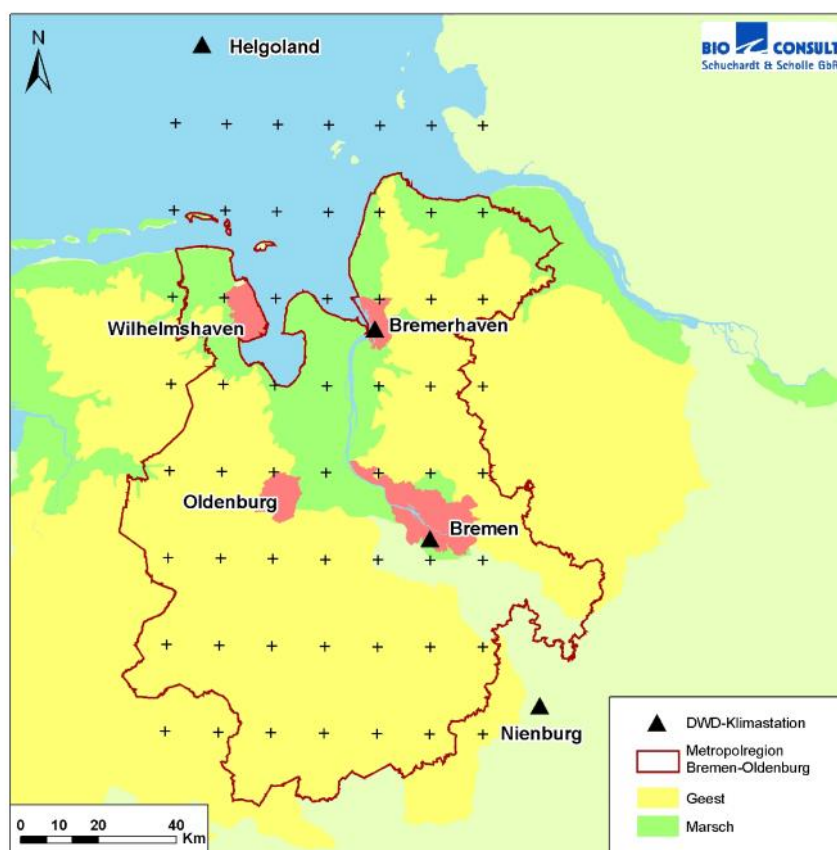 N
Helgoland
BIO CONSULT
Schuchardt & Scholle GbR
Wilhelmshaven
Bremerhaven
Oldenburg
Bremen
Nienburg
DWD-Klimastation
Metropolregion
Bremen-Oldenburg
Geest
Marsch
0 10 20 40
Km